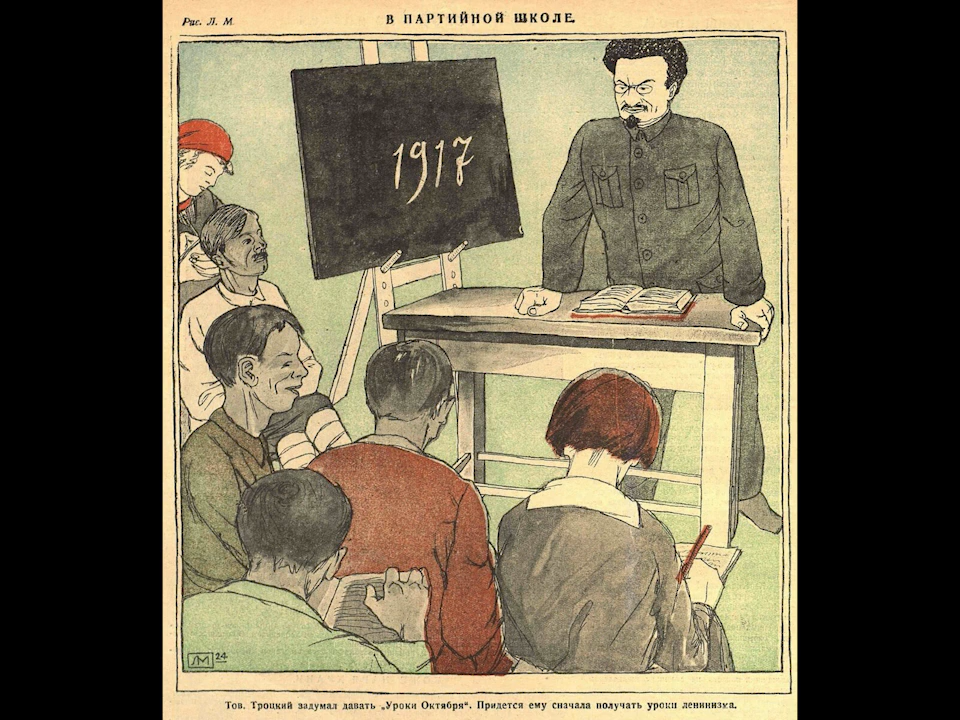 Рис. Л. М.
В ПАРТИЙНОЙ ШКОЛЕ.
1917
ЛМ 24
Тов. Троцкий задумал давать „Уроки Октября“. Придется ему сначала получать уроки ленинизма.